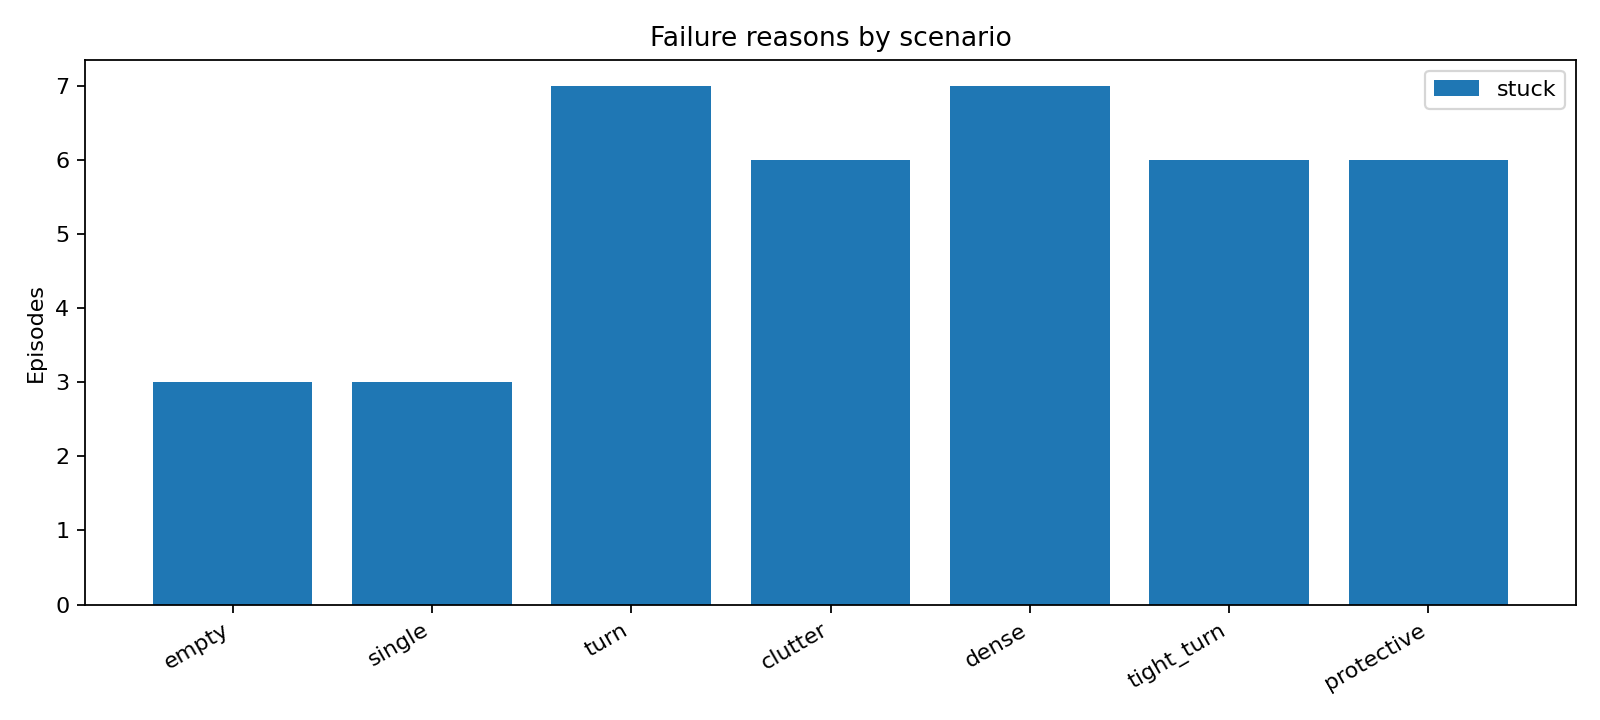 Failure reasons by scenario
stuck
Episodes
7
6
5
4
3
2
1
0
empty
single
turn
clutter
dense
tight_turn
protective